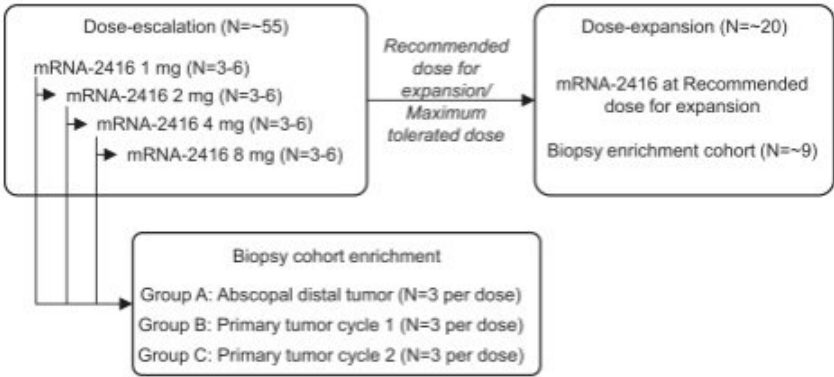 Dose-escalation (N=~55)
mRNA-2416 1 mg (N=3-6)
mRNA-2416 2 mg (N=3-6)
mRNA-2416 4 mg (N=3-6)
mRNA-2416 8 mg (N=3-6)
Recommended
dose for
expansion/
Maximum
tolerated dose
Dose-expansion (N=~20)
mRNA-2416 at Recommended
dose for expansion
Biopsy enrichment cohort (N=~9)
Biopsy cohort enrichment
Group A: Abscopal distal tumor (N=3 per dose)
Group B: Primary tumor cycle 1 (N=3 per dose)
Group C: Primary tumor cycle 2 (N=3 per dose)